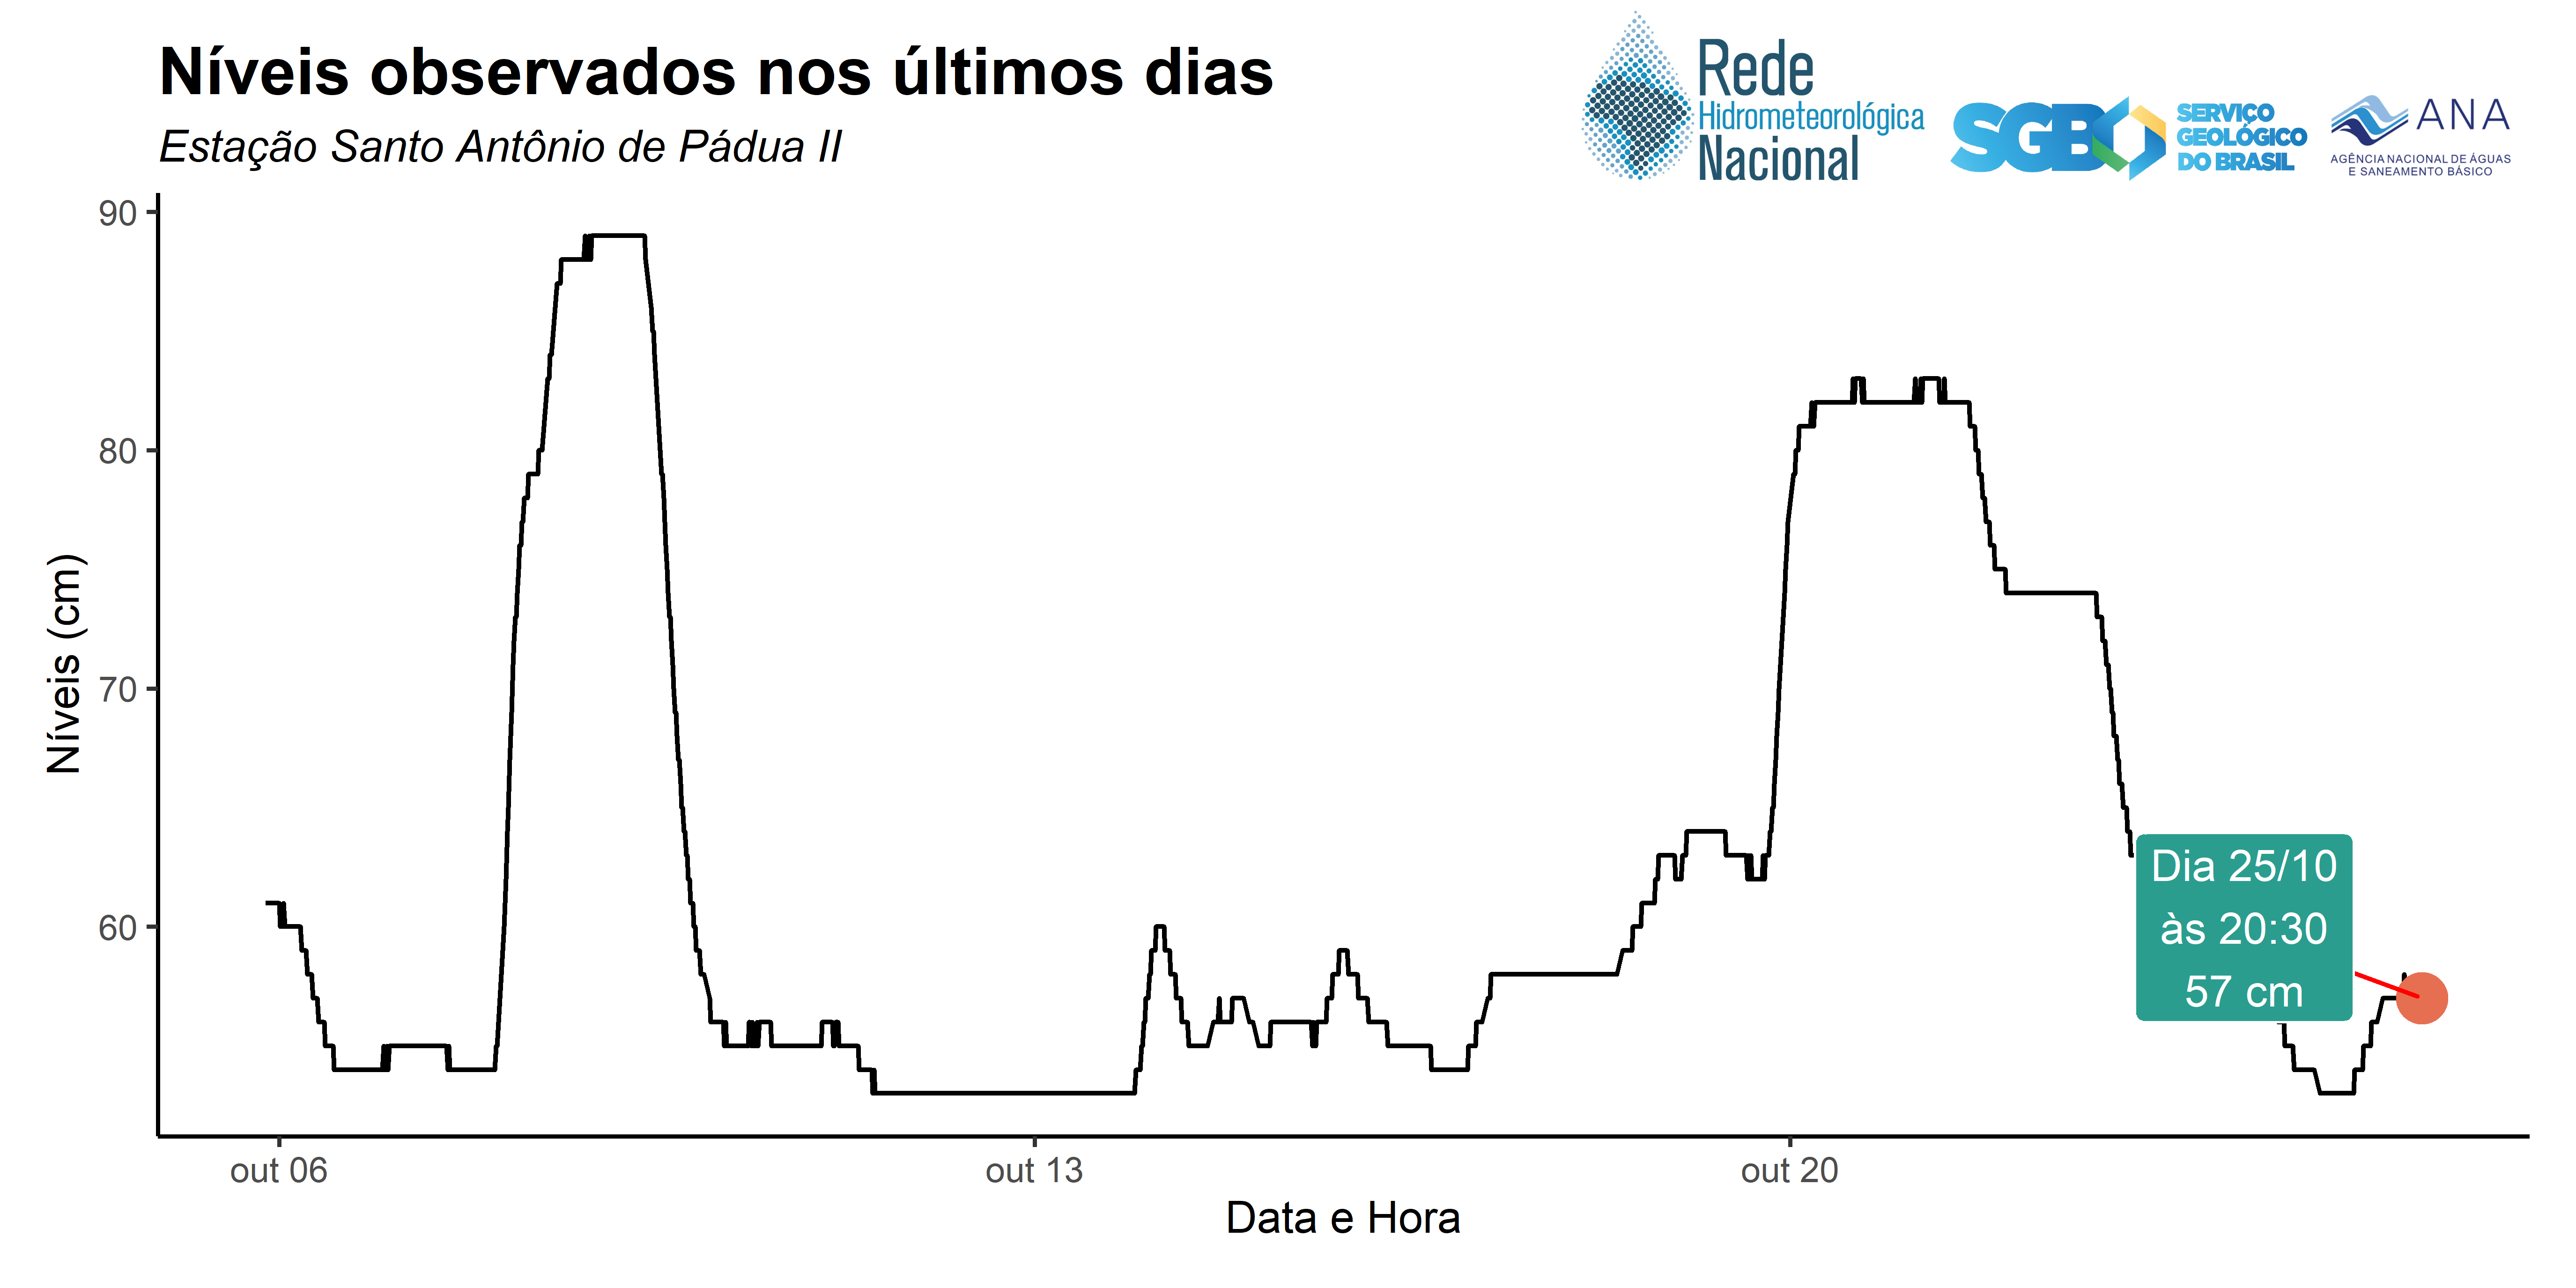 Níveis observados nos últimos dias
Estação Santo Antônio de Pádua II
Rede
Hidrometeorológica
Nacional
SGB
SERVIÇO
GEOLÓGICO
DO BRASIL
ANA
AGÊNCIA NACIONAL DE ÁGUAS
E SANEAMENTO BÁSICO
Níveis (cm)
90
80
70
60
Dia 25/10
às 20:30
57 cm
out 06
out 13
out 20
Data e Hora